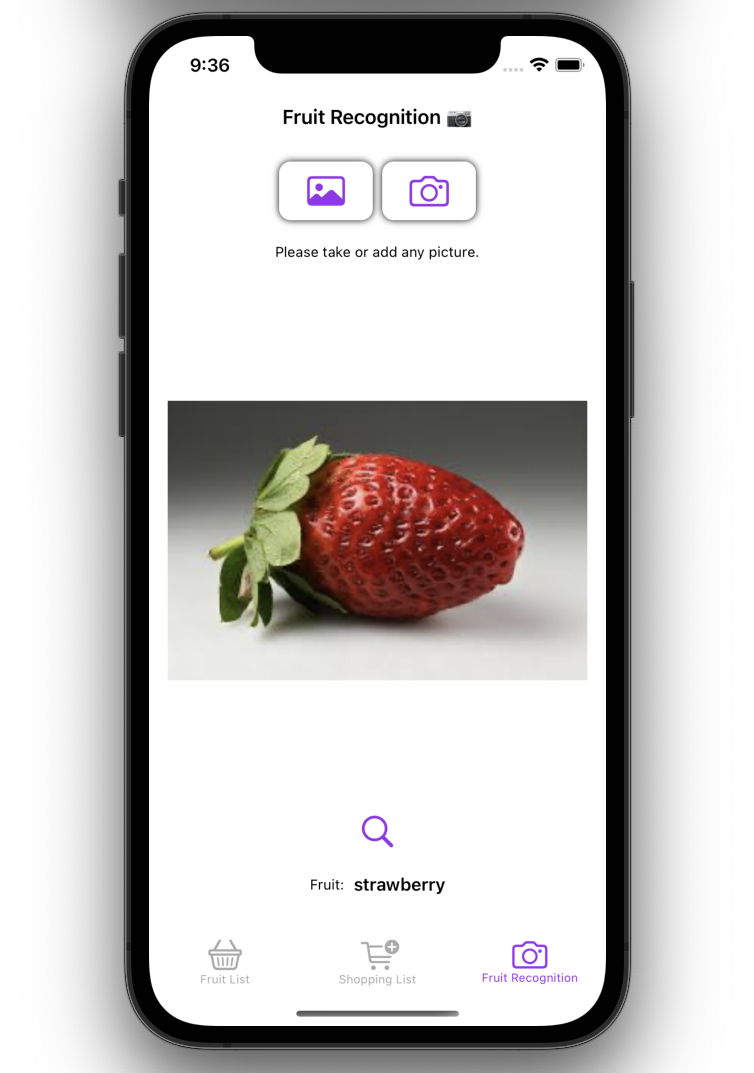 9:36
Fruit Recognition 📷
Please take or add any picture.
Fruit: strawberry
Fruit List
Shopping List
Fruit Recognition